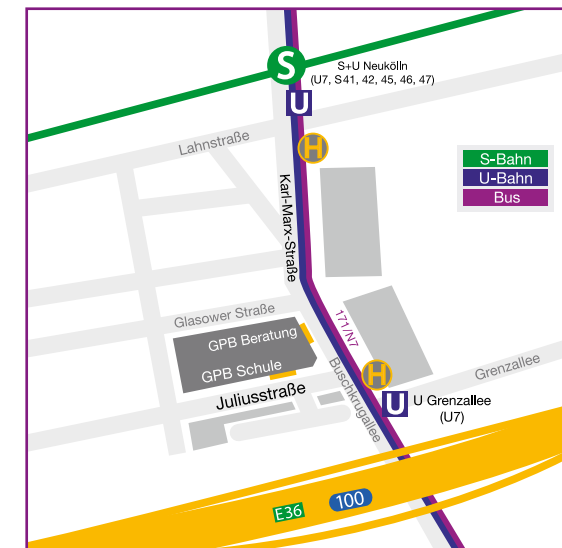 S
S+U Neukölln
(U7, S41, 42, 45, 46, 47)
U
Lahnstraße
H
S-Bahn
U-Bahn
Bus
Karl-Marx-Straße
Glasower Straße
171/N7
GPB Beratung
GPB Schule
Juliusstraße
Buschkrugallee
H
Grenzallee
U
U Grenzallee
(U7)
E36
100